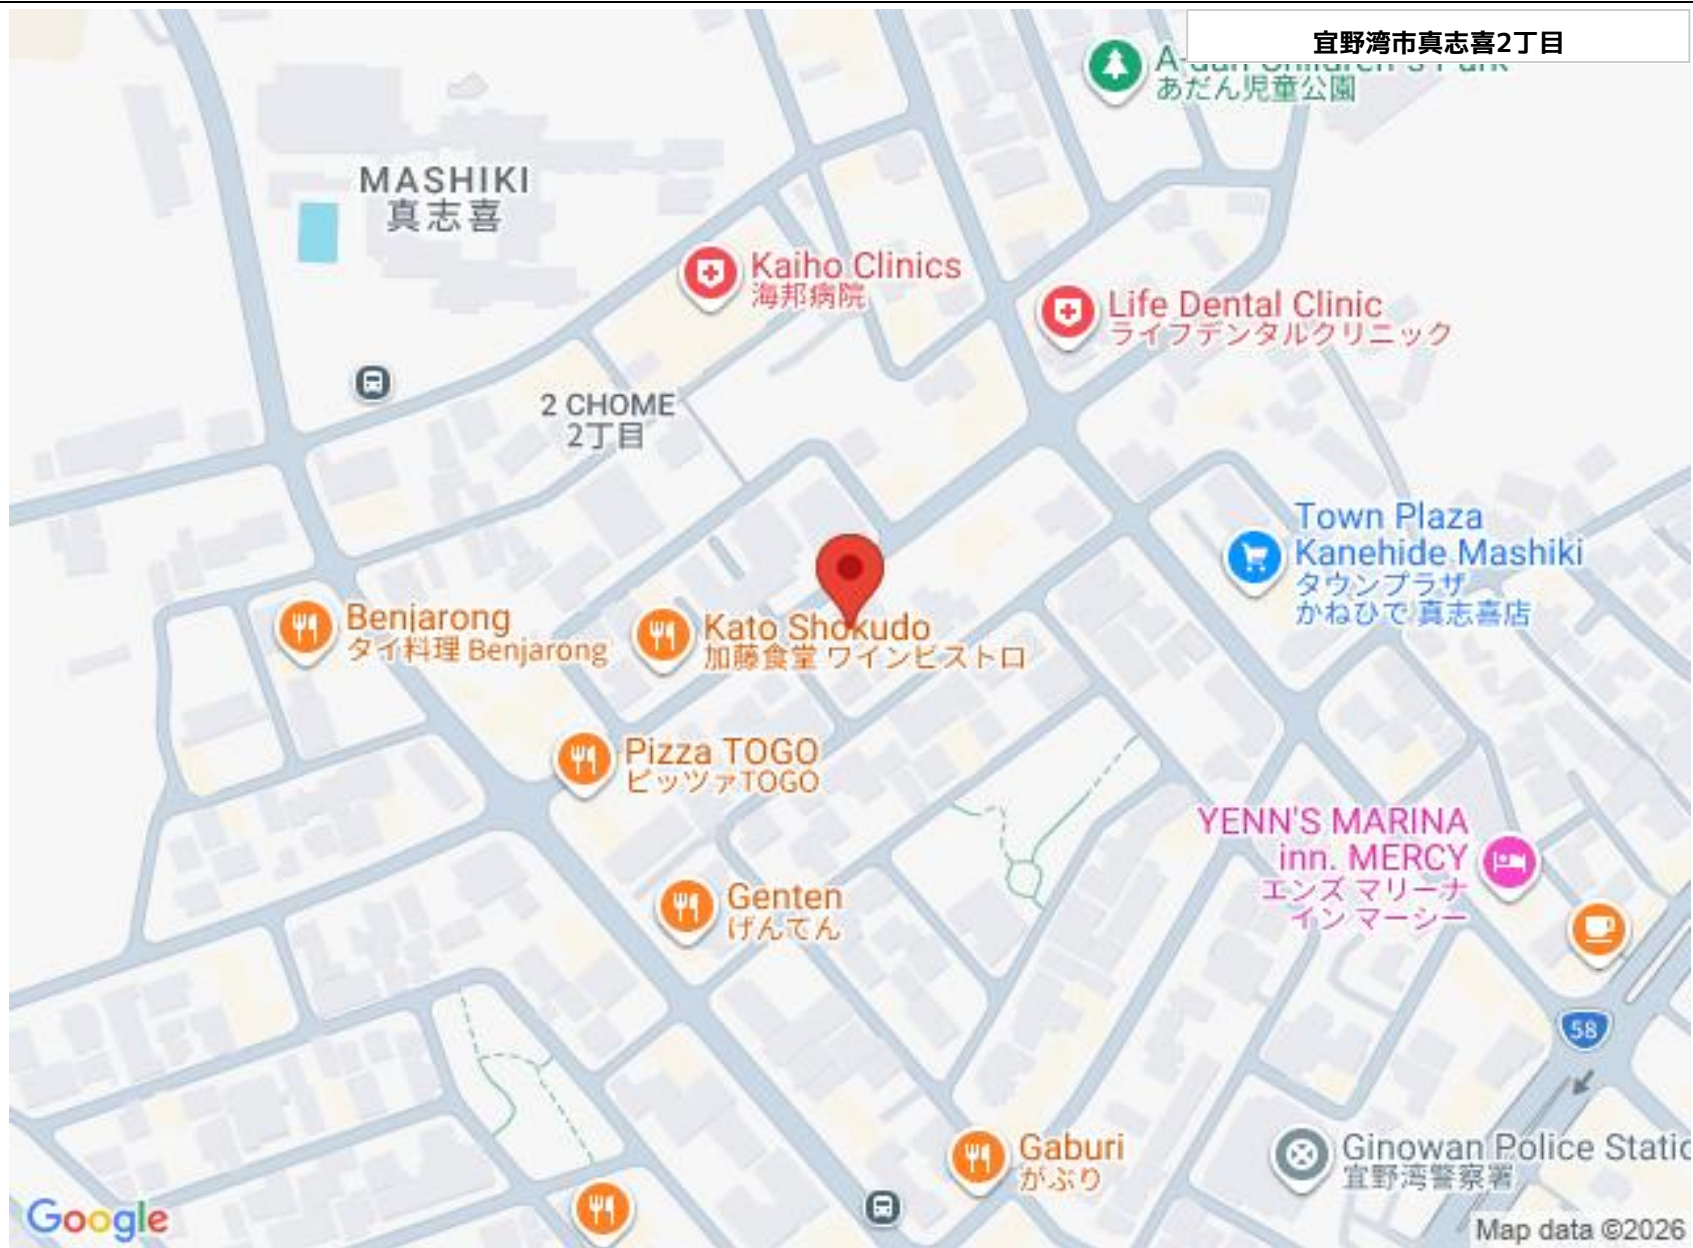 宜野湾市真志喜2丁目
あだん児童公園
MASHIKI
真志喜
Kaiho Clinics
海邦病院
Life Dental Clinic
ライフデンタルクリニック
2 CHOME
2丁目
Town Plaza
Kanehide Mashiki
タウンプラザ
かねひで 真志喜店
Benjarong
タイ料理 Benjarong
Kato Shokudo
加藤食堂 ワインビストロ
Pizza TOGO
ピッツァTOGO
YENN'S MARINA
inn. MERCY
エンズ マリーナ
イン マーシー
Genten
げんてん
58
Gaburi
がぶり
Ginowan Police Static
宜野湾警察署
Google
Map data ©2026